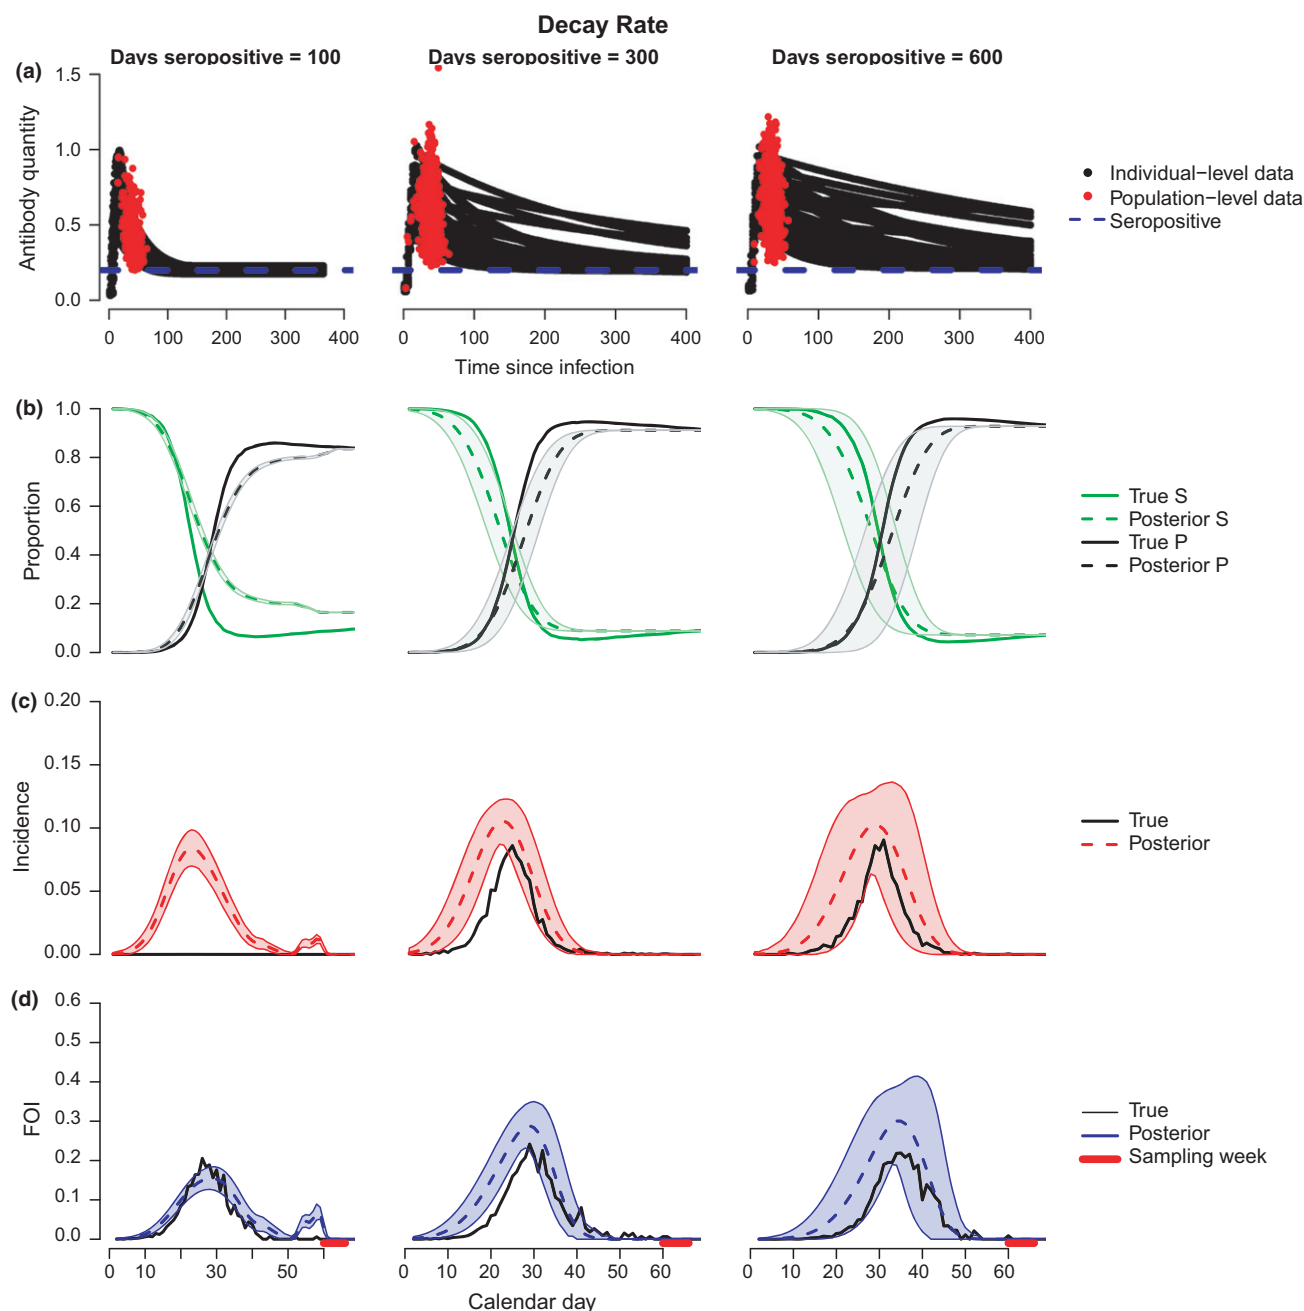 Decay Rate
Days seropositive = 100
Days seropositive = 300
Days seropositive = 600
(a)
Antibody quantity
1.5
1.0
0.5
0.0
0 100 200 300 400
0 100 200 300 400
0 100 200 300 400
Time since infection
Individual−level data
Population−level data
Seropositive
(b)
Proportion
1.0
0.8
0.6
0.4
0.2
0.0
True S
Posterior S
True P
Posterior P
(c)
Incidence
0.20
0.15
0.10
0.05
0.00
True
Posterior
(d)
FOI
0.6
0.5
0.4
0.3
0.2
0.1
0.0
True
Posterior
Sampling week
0 10 30 50
0 10 20 30 40 50 60
0 10 20 30 40 50 60
Calendar day